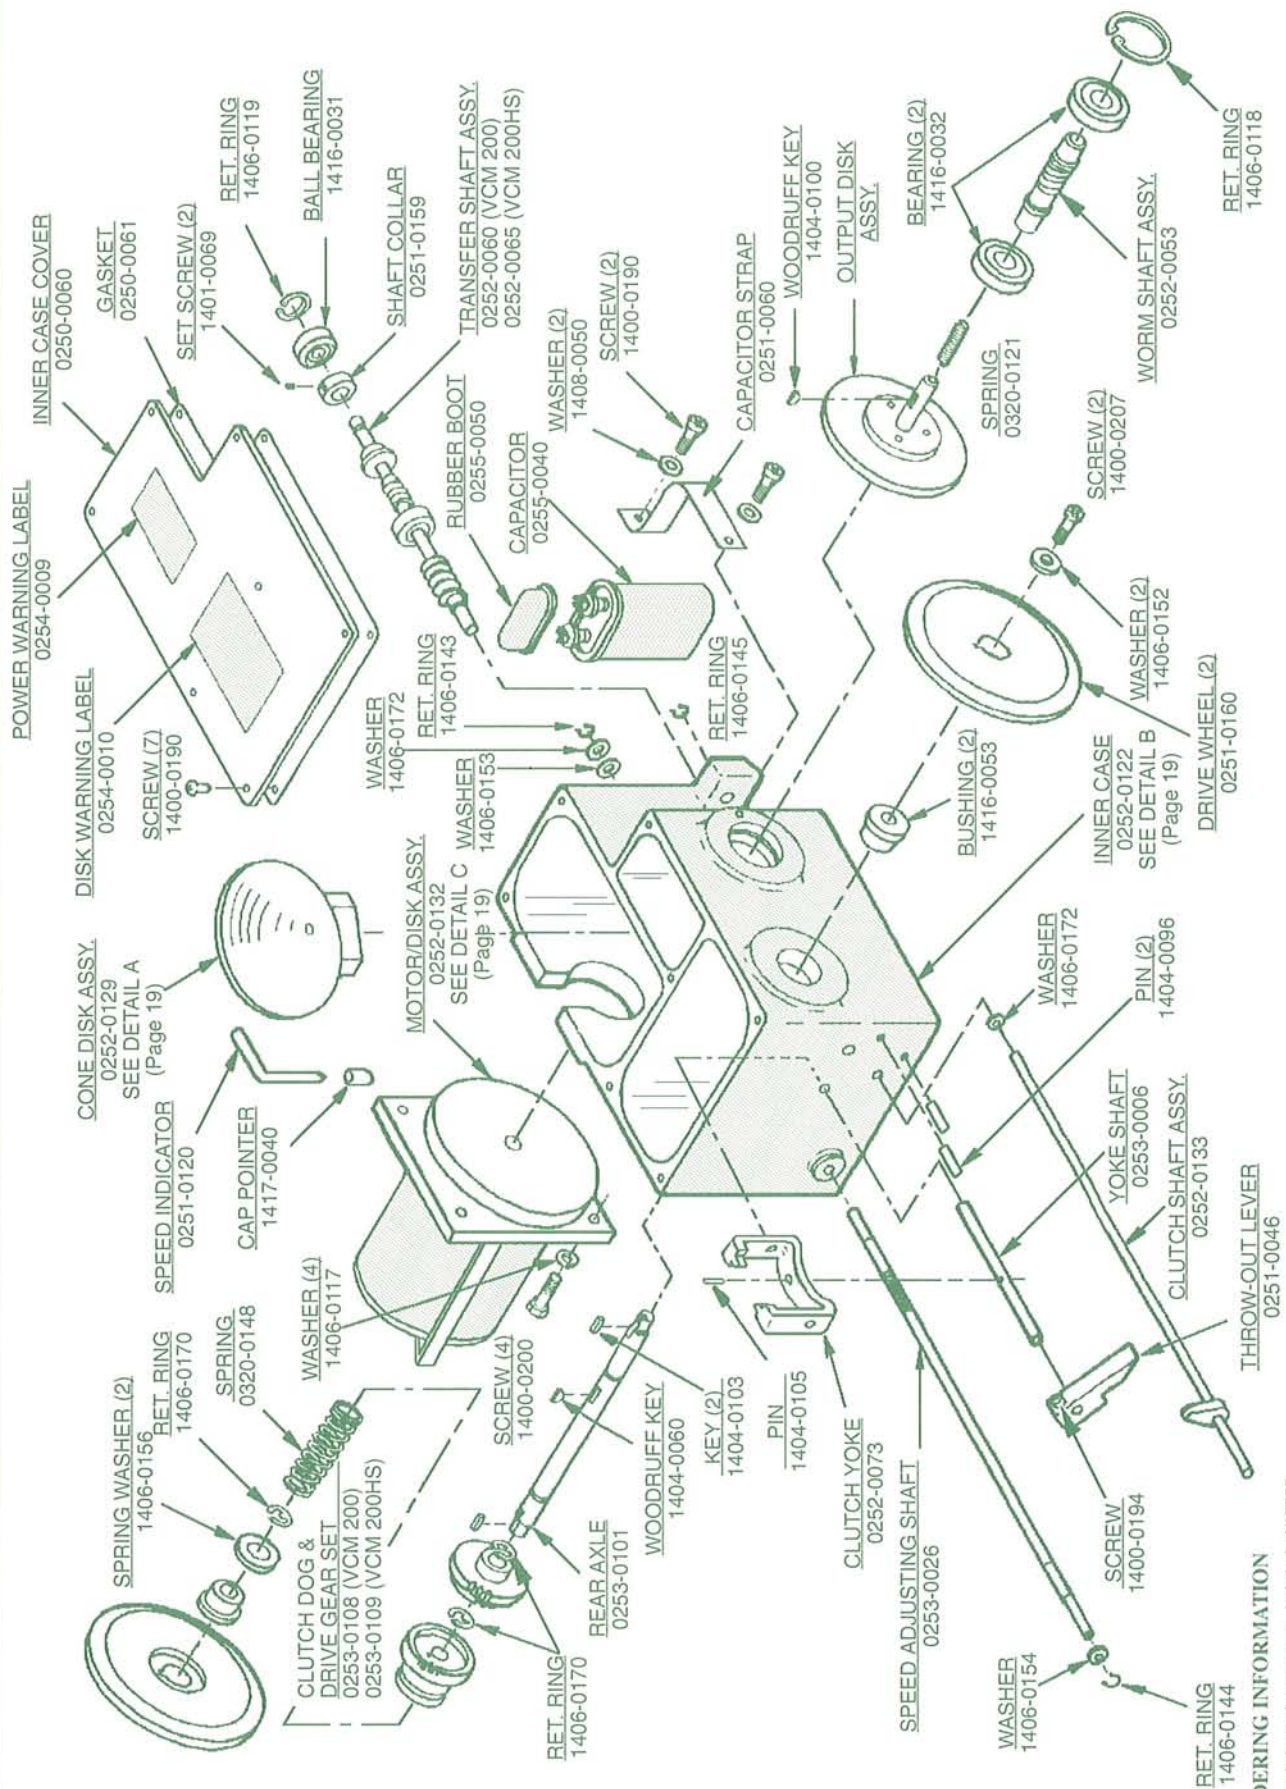 INNER CASE COVER
0250-0060
GASKET
0250-0061
SET SCREW (2)
1401-0069
RET. RING
1406-0119
BALL BEARING
1416-0031
SHAFT COLLAR
0251-0159
TRANSFER SHAFT ASSY.
0252-0060 (VCM 200)
0252-0065 (VCM 200HS)
POWER WARNING LABEL
0254-0009
DISK WARNING LABEL
0254-0010
SCREW (7)
1400-0190
RUBBER BOOT
0255-0050
CAPACITOR
0255-0040
WASHER (2)
1408-0050
SCREW (2)
1400-0190
CAPACITOR STRAP
0251-0060
WOODRUFF KEY
1404-0100
OUTPUT DISK
ASSY.
BEARING (2)
1416-0032
RET. RING
1406-0118
WORM SHAFT ASSY.
0252-0053
SPRING
0320-0121
SCREW (2)
1400-0207
WASHER (2)
1406-0152
DRIVE WHEEL (2)
0251-0160
CONE DISK ASSY.
0252-0129
SEE DETAIL A
(Page 19)
SPEED INDICATOR
0251-0120
CAP POINTER
1417-0040
MOTOR/DISK ASSY.
0252-0132
SEE DETAIL C
(Page 19)
WASHER
1406-0172
RET. RING
1406-0143
WASHER
1406-0153
RET. RING
1406-0145
BUSHING (2)
1416-0053
INNER CASE
0252-0122
SEE DETAIL B
(Page 19)
WASHER
1406-0172
PIN (2)
1404-0096
YOKE SHAFT
0253-0006
CLUTCH SHAFT ASSY.
0252-0133
THROW-OUT LEVER
0251-0046
SPRING WASHER (2)
1406-0156
RET. RING
1406-0170
SPRING
0320-0148
WASHER (4)
1406-0117
SCREW (4)
1400-0200
CLUTCH DOG &
DRIVE GEAR SET
0253-0108 (VCM 200)
0253-0109 (VCM 200HS)
WOODRUFF KEY
1404-0060
KEY (2)
1404-0103
PIN
1404-0105
RET. RING
1406-0170
REAR AXLE
0253-0101
CLUTCH YOKE
0252-0073
SPEED ADJUSTING SHAFT
0253-0026
SCREW
1400-0194
WASHER
1406-0154
RET. RING
1406-0144
INFORMATION